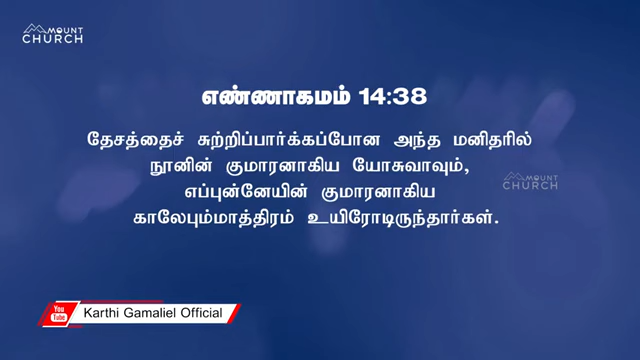 MOUNT
CHURCH
எண்ணாகமம் 14:38
தேசத்தைச் சுற்றிப்பார்க்கப்போன அந்த மனிதரில்
நூனின் குமாரனாகிய யோசுவாவும்,
எப்புன்னேயின் குமாரனாகிய
காலேபும்மாத்திரம் உயிரோடிருந்தார்கள்.
MOUNT
CHURCH
You
Tube
Karthi Gamaliel Official